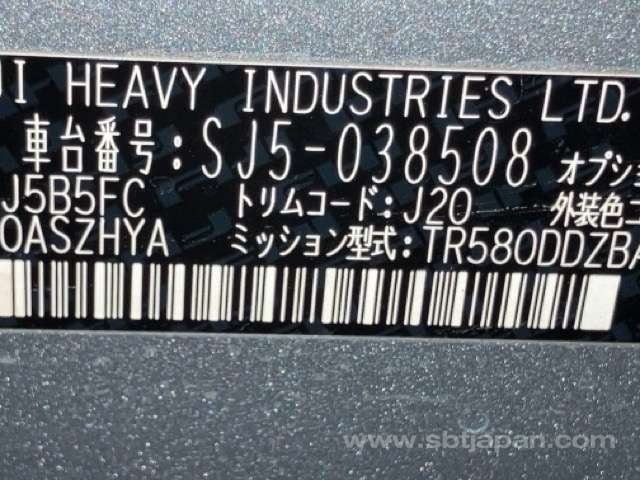 HEAVY INDUSTRIES LTD.
車台番号:SJ5-038508 オプショ
J5B5FC トリムコード:J20 外装色コ
0ASZHYA ミッション型式:TR580DDZBA
www.sbtjapan.com